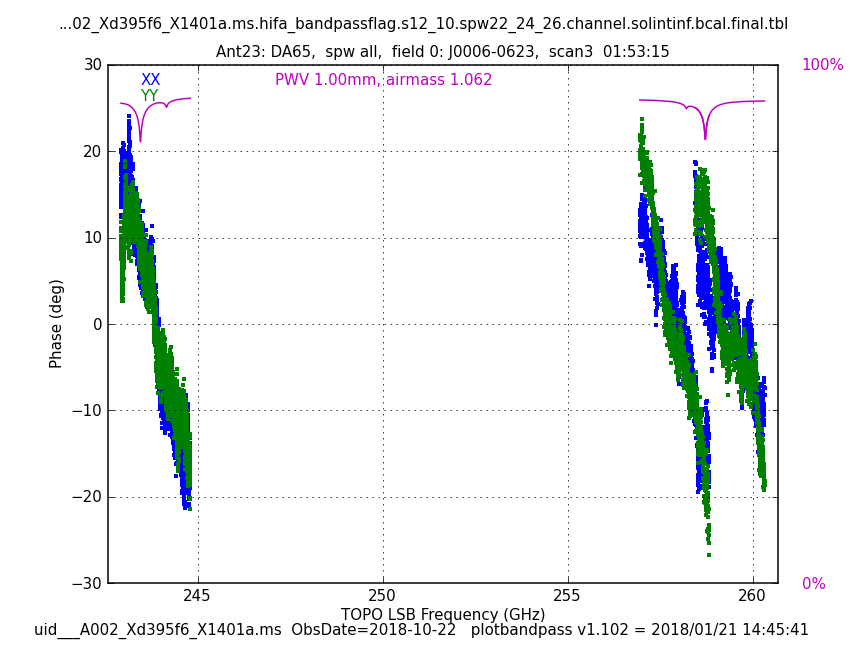 ...02_Xd395f6_X1401a.ms.hifa_bandpassflag.s12_10.spw22_24_26.channel.solintinf.bcal.final.tbl
Ant23: DA65,  spw all,  field 0: J0006-0623,  scan3  01:53:15
XX
YY
PWV 1.00mm, airmass 1.062
100%
0%
30
20
10
0
−10
−20
−30
Phase (deg)
245
250
255
260
TOPO LSB Frequency (GHz)
uid___A002_Xd395f6_X1401a.ms  ObsDate=2018-10-22   plotbandpass v1.102 = 2018/01/21 14:45:41